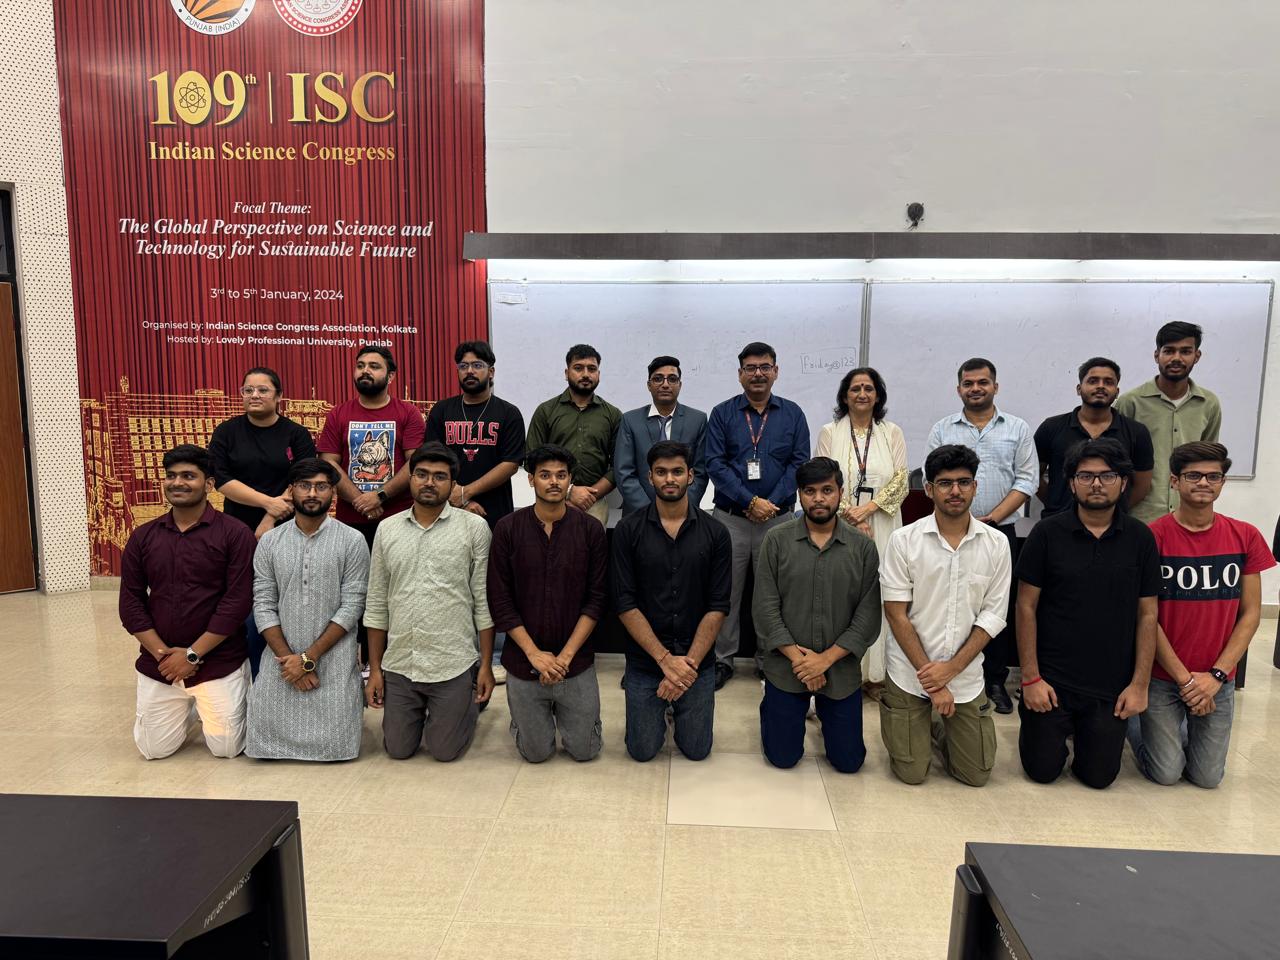 PUNJAB (INDIA)
109th | ISC
Indian Science Congress
Focal Theme:
The Global Perspective on Science and
Technology for Sustainable Future
3rd to 5th January, 2024
Organised by: Indian Science Congress Association, Kolkata
Hosted by: Lovely Professional University, Punjab
friday@123
DON'T TELL ME
BULLS
POLO